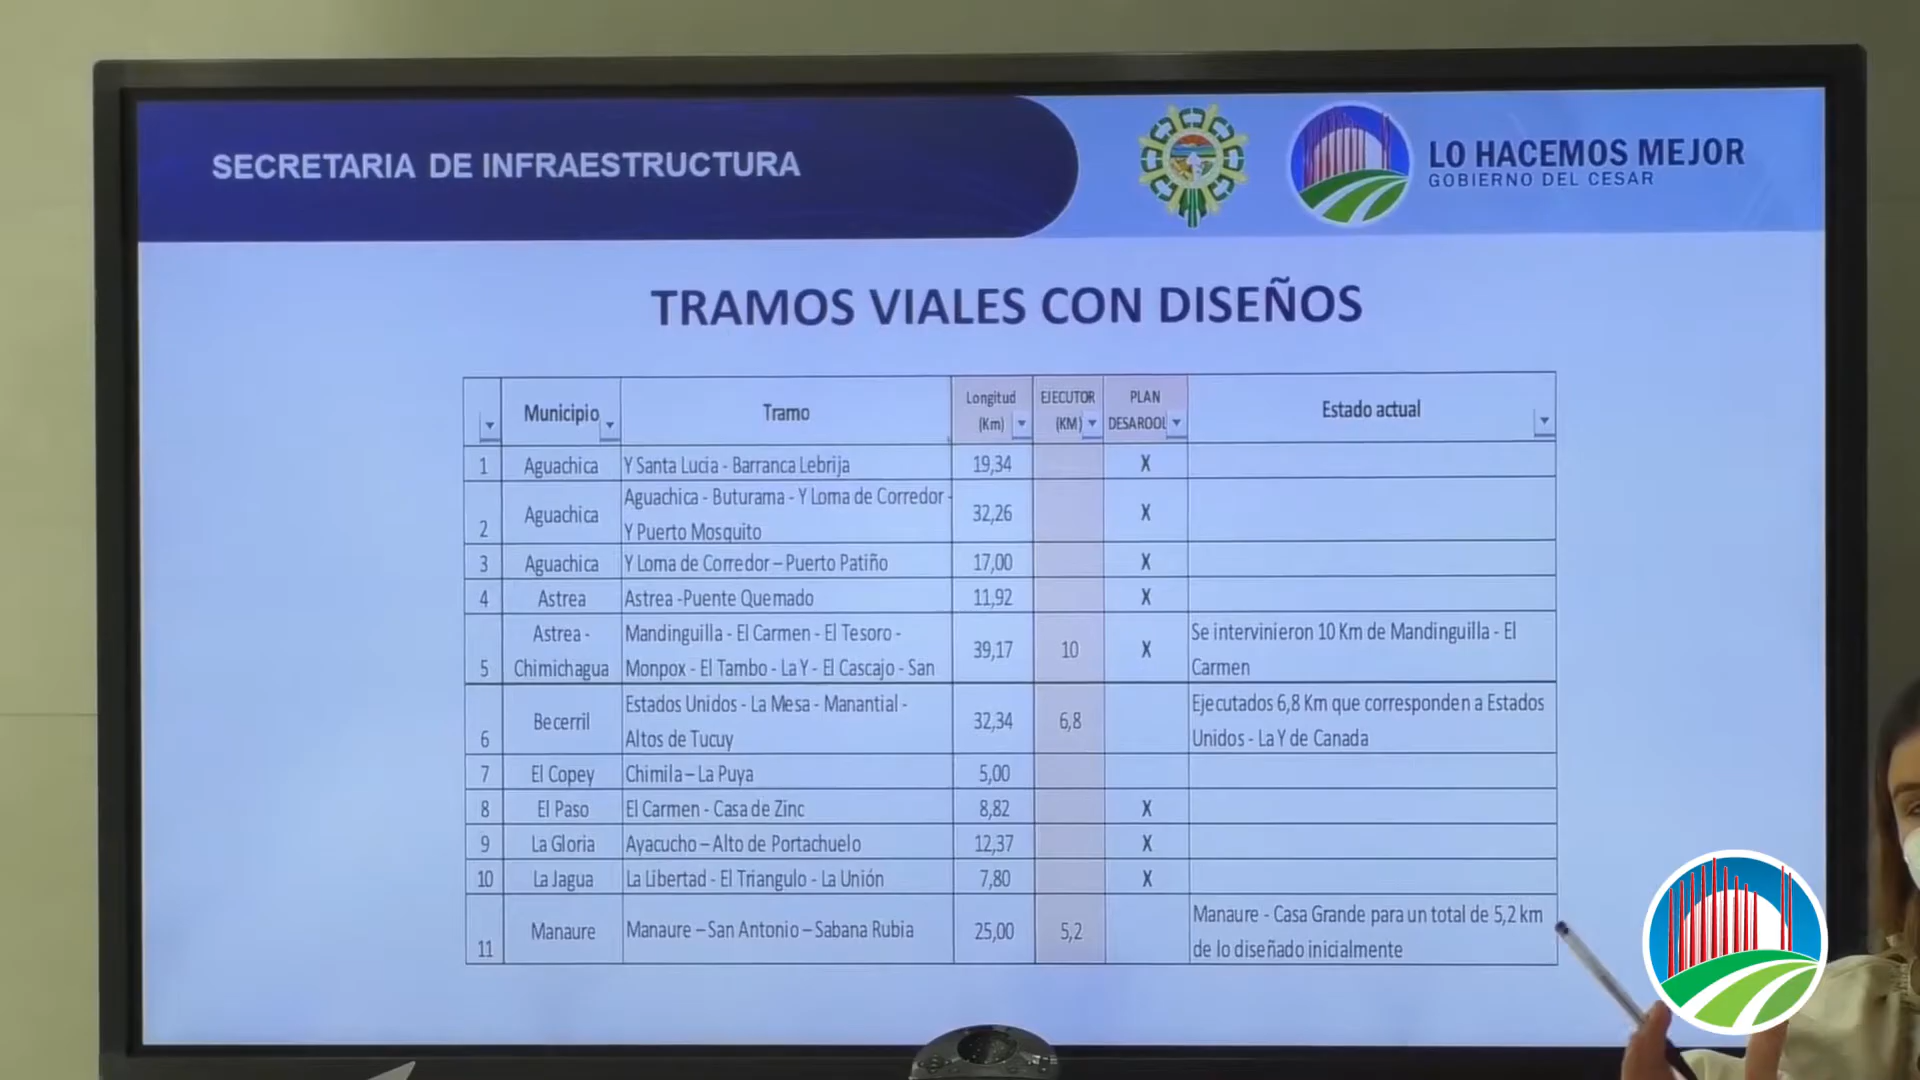 SECRETARIA DE INFRAESTRUCTURA
LO HACEMOS MEJOR
GOBIERNO DEL CESAR
TRAMOS VIALES CON DISEÑOS
Municipio Tramo Longitud (Km) EJECUTOR (KM) PLAN DESAROOL Estado actual
1 Aguachica Y Santa Lucia - Barranca Lebrija 19,34 X
2 Aguachica Aguachica - Buturama - Y Loma de Corredor - Y Puerto Mosquito 32,26 X
3 Aguachica Y Loma de Corredor – Puerto Patiño 17,00 X
4 Astrea Astrea -Puente Quemado 11,92 X
5 Astrea - Chimichagua Mandinguilla - El Carmen - El Tesoro - Monpox - El Tambo - La Y - El Cascajo - San 39,17 10 X Se intervinieron 10 Km de Mandinguilla - El Carmen
6 Becerril Estados Unidos - La Mesa - Manantial - Altos de Tucuy 32,34 6,8 Ejecutados 6,8 Km que corresponden a Estados Unidos - La Y de Canada
7 El Copey Chimila – La Puya 5,00
8 El Paso El Carmen - Casa de Zinc 8,82 X
9 La Gloria Ayacucho – Alto de Portachuelo 12,37 X
10 La Jagua La Libertad - El Triangulo - La Unión 7,80 X
11 Manaure Manaure – San Antonio – Sabana Rubia 25,00 5,2 Manaure - Casa Grande para un total de 5,2 km de lo diseñado inicialmente